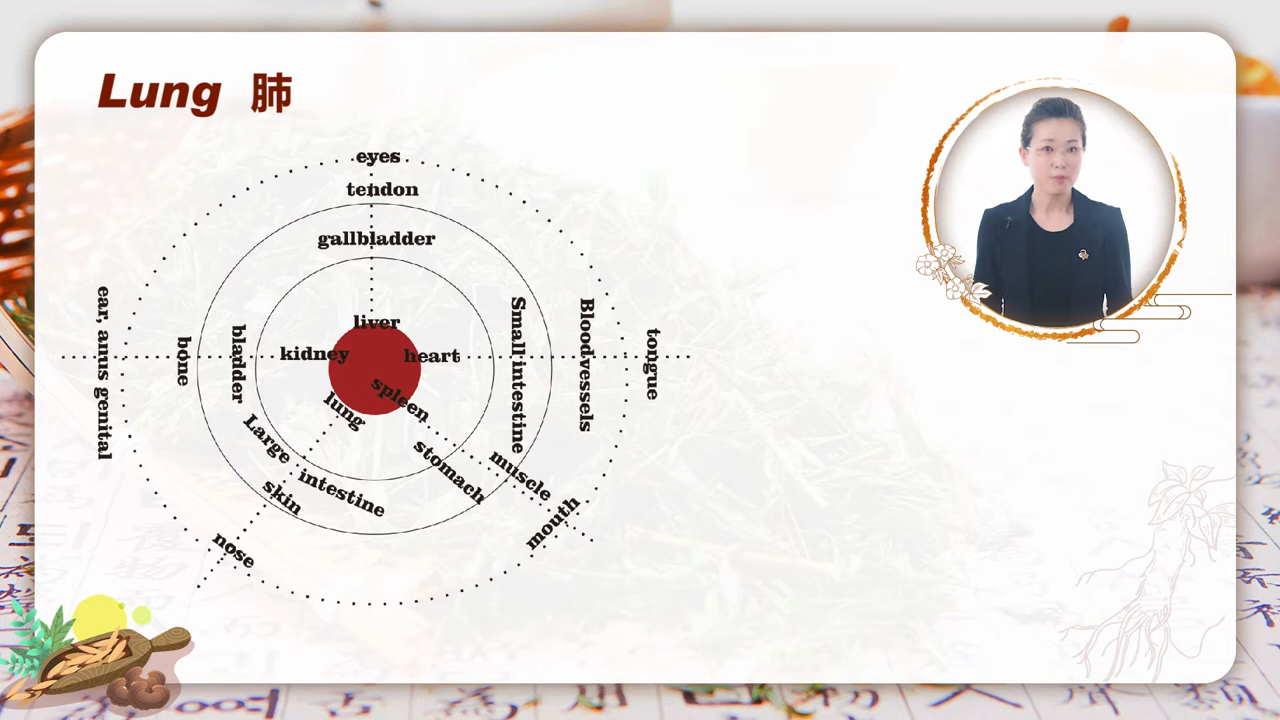 Lung 肺
eyes
tendon
gallbladder
liver
kidney
heart
spleen
lung
ear, anus genital
bone
bladder
Small intestine
Blood vessels
tongue
Large intestine
stomach
muscle
mouth
skin
nose